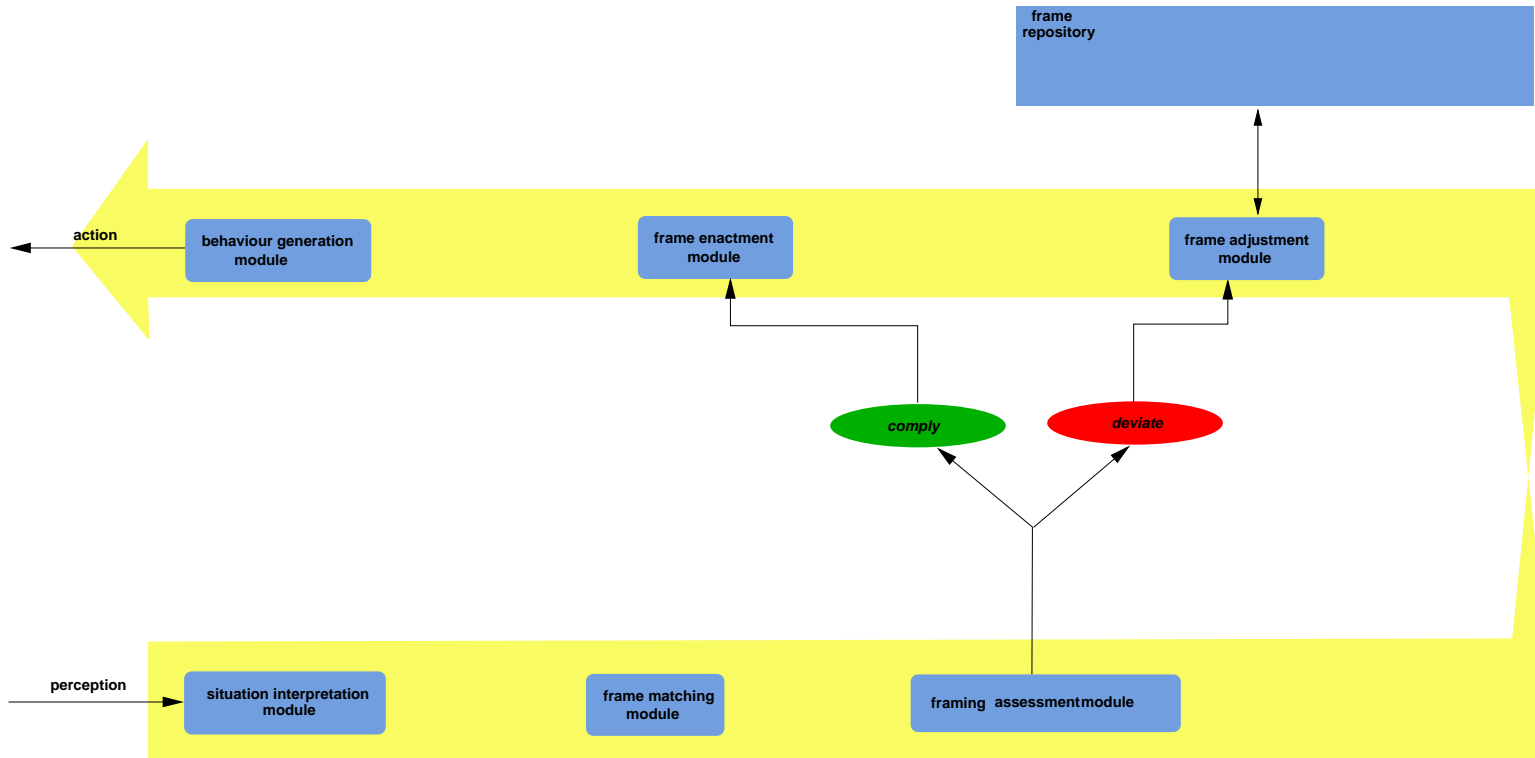 frame
repository
action
behaviour generation
module
frame enactment
module
frame adjustment
module
comply
deviate
perception
situation interpretation
module
frame matching
module
framing assessmentmodule